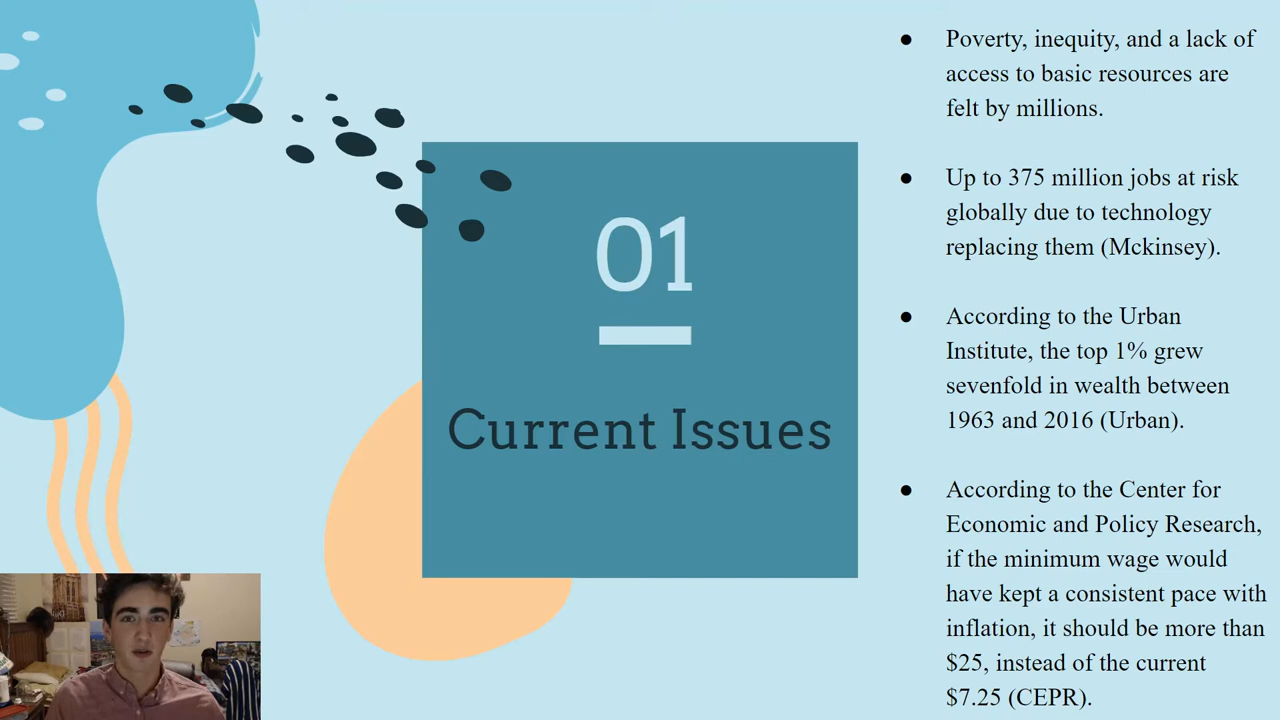 01
Current Issues
● Poverty, inequity, and a lack of
access to basic resources are
felt by millions.
● Up to 375 million jobs at risk
globally due to technology
replacing them (Mckinsey).
● According to the Urban
Institute, the top 1% grew
sevenfold in wealth between
1963 and 2016 (Urban).
● According to the Center for
Economic and Policy Research,
if the minimum wage would
have kept a consistent pace with
inflation, it should be more than
$25, instead of the current
$7.25 (CEPR).